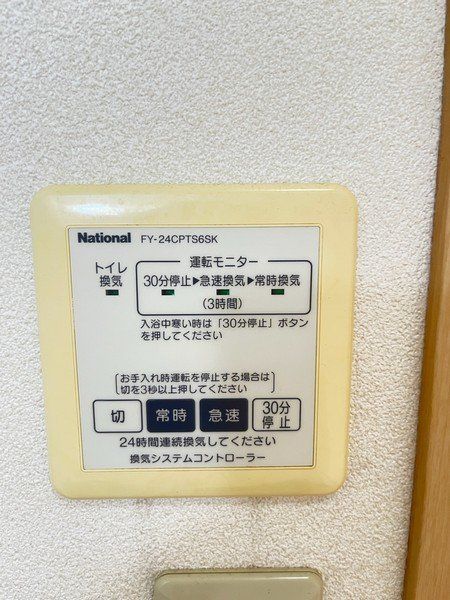 National FY-24CPTS6SK
トイレ
換気
運転モニター
30分停止▶急速換気▶常時換気
(3時間)
入浴中寒い時は「30分停止」ボタン
を押してください
お手入れ時運転を停止する場合は
切を3秒以上押してください
切 常時 急速 30分
停止
24時間連続換気してください
換気システムコントローラー